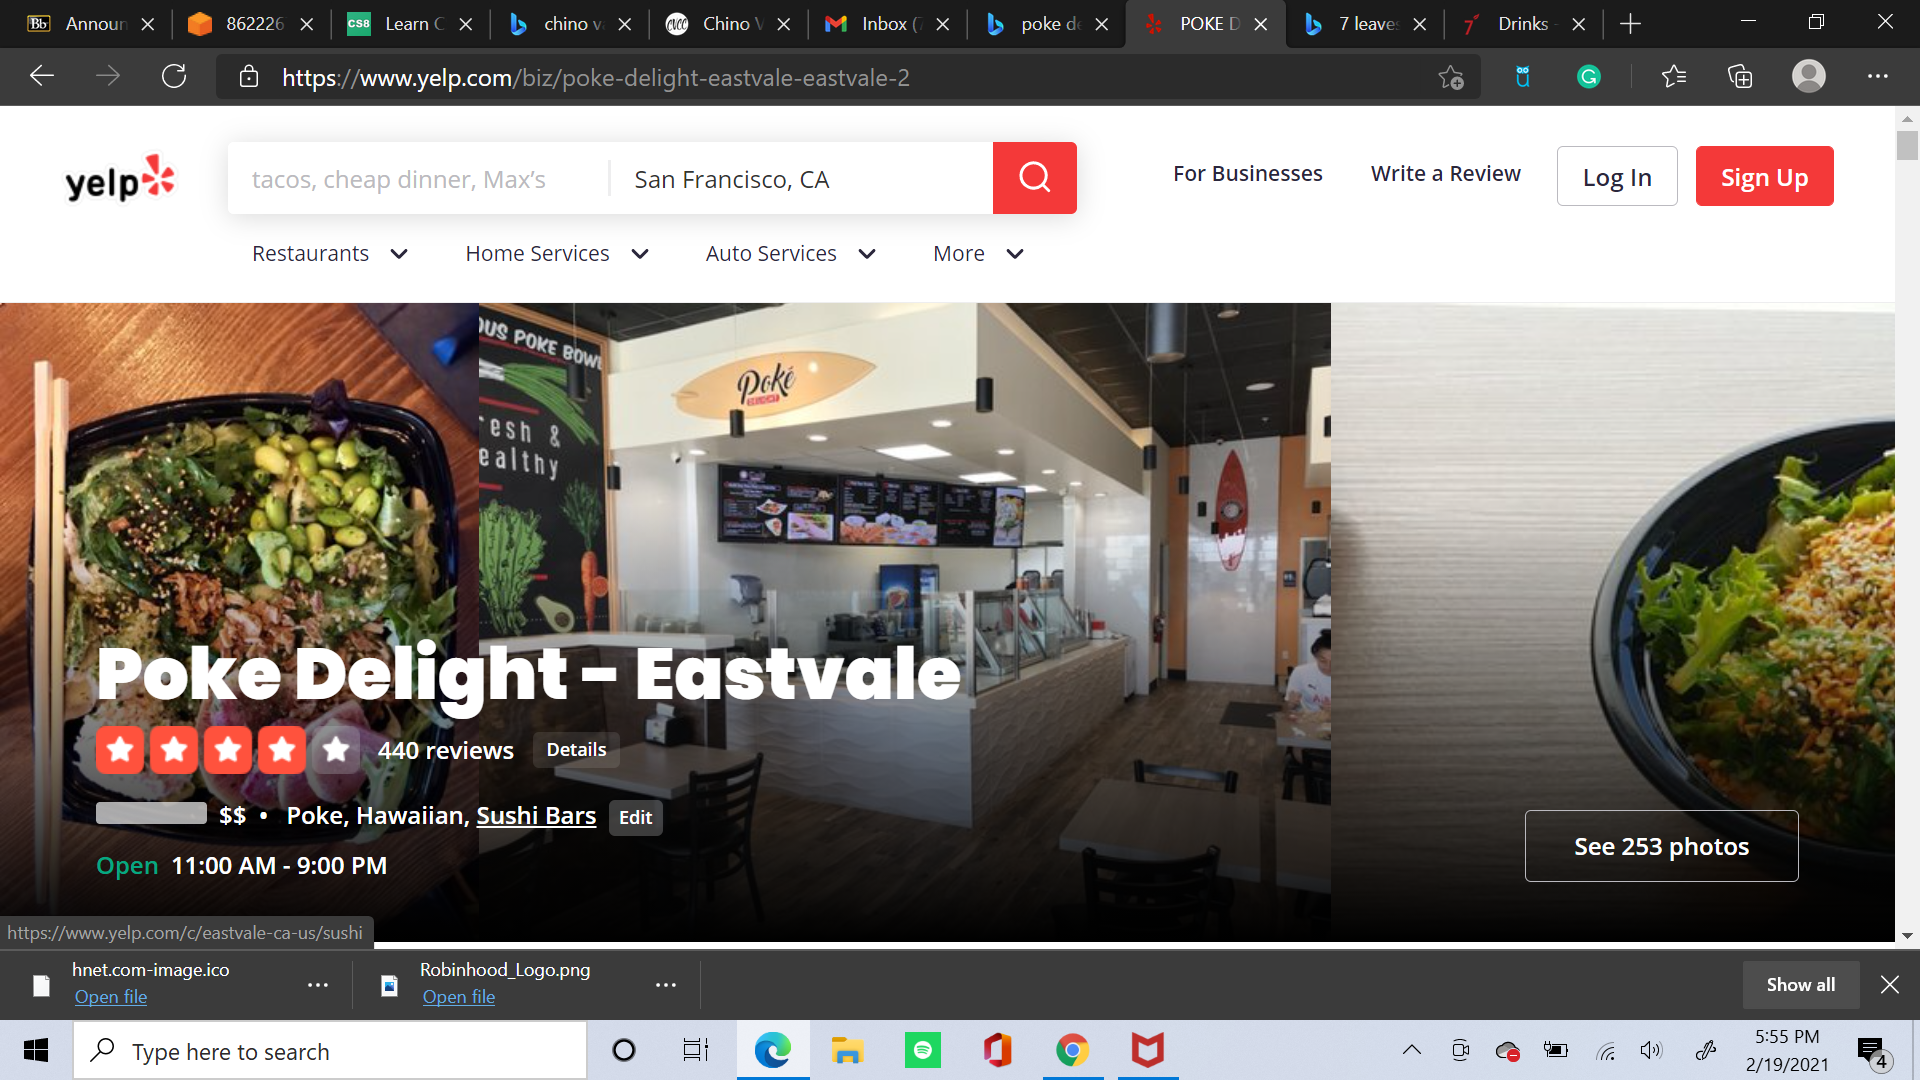 Bb Announ
862226
CS8 Learn C
chino v
CVCC Chino V
Inbox (
poke de
POKE D
7 leave
7 Drinks -
https://www.yelp.com/biz/poke-delight-eastvale-eastvale-2
yelp
tacos, cheap dinner, Max's
San Francisco, CA
For Businesses
Write a Review
Log In
Sign Up
Restaurants
Home Services
Auto Services
More
OUS POKE BOWL
resh &
ealthy
Poké
DELIGHT
Poke Delight - Eastvale
440 reviews
Details
$$ • Poke, Hawaiian, Sushi Bars
Edit
Open 11:00 AM - 9:00 PM
See 253 photos
https://www.yelp.com/c/eastvale-ca-us/sushi
hnet.com-image.ico
Open file
Robinhood_Logo.png
Open file
Show all
Type here to search
5:55 PM
2/19/2021
4